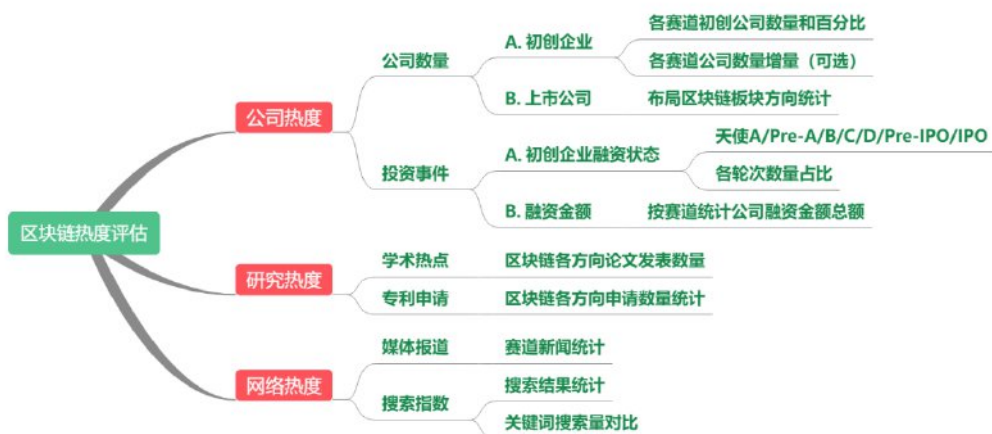 区块链热度评估
公司热度
公司数量
A. 初创企业
各赛道初创公司数量和百分比
各赛道公司数量增量（可选）
B. 上市公司
布局区块链板块方向统计
投资事件
A. 初创企业融资状态
天使A/Pre-A/B/C/D/Pre-IPO/IPO
各轮次数量占比
B. 融资金额
按赛道统计公司融资金额总额
研究热度
学术热点
区块链各方向论文发表数量
专利申请
区块链各方向申请数量统计
网络热度
媒体报道
赛道新闻统计
搜索指数
搜索结果统计
关键词搜索量对比